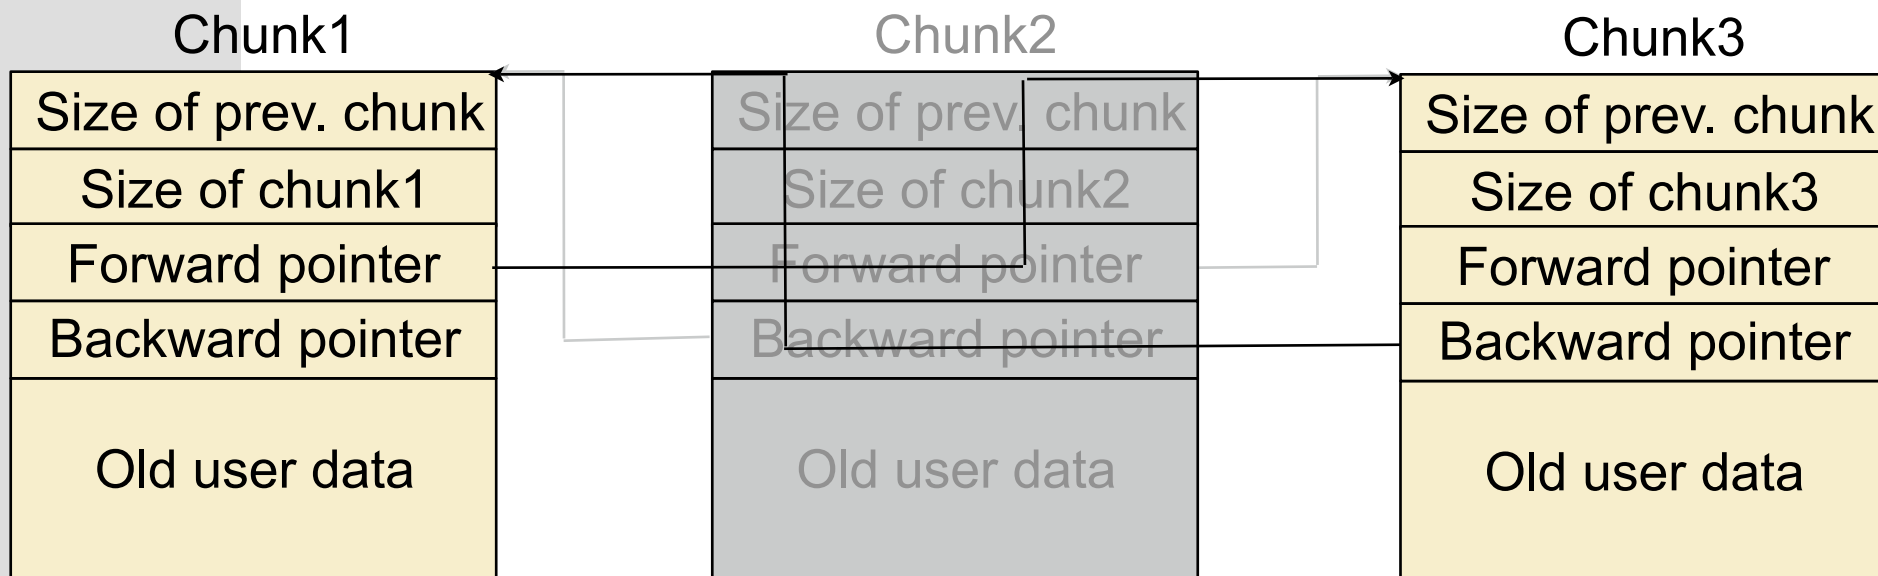 Chunk1
Size of prev. chunk
Size of chunk1
Forward pointer
Backward pointer
Old user data
Chunk2
Size of prev. chunk
Size of chunk2
Forward pointer
Backward pointer
Old user data
Chunk3
Size of prev. chunk
Size of chunk3
Forward pointer
Backward pointer
Old user data